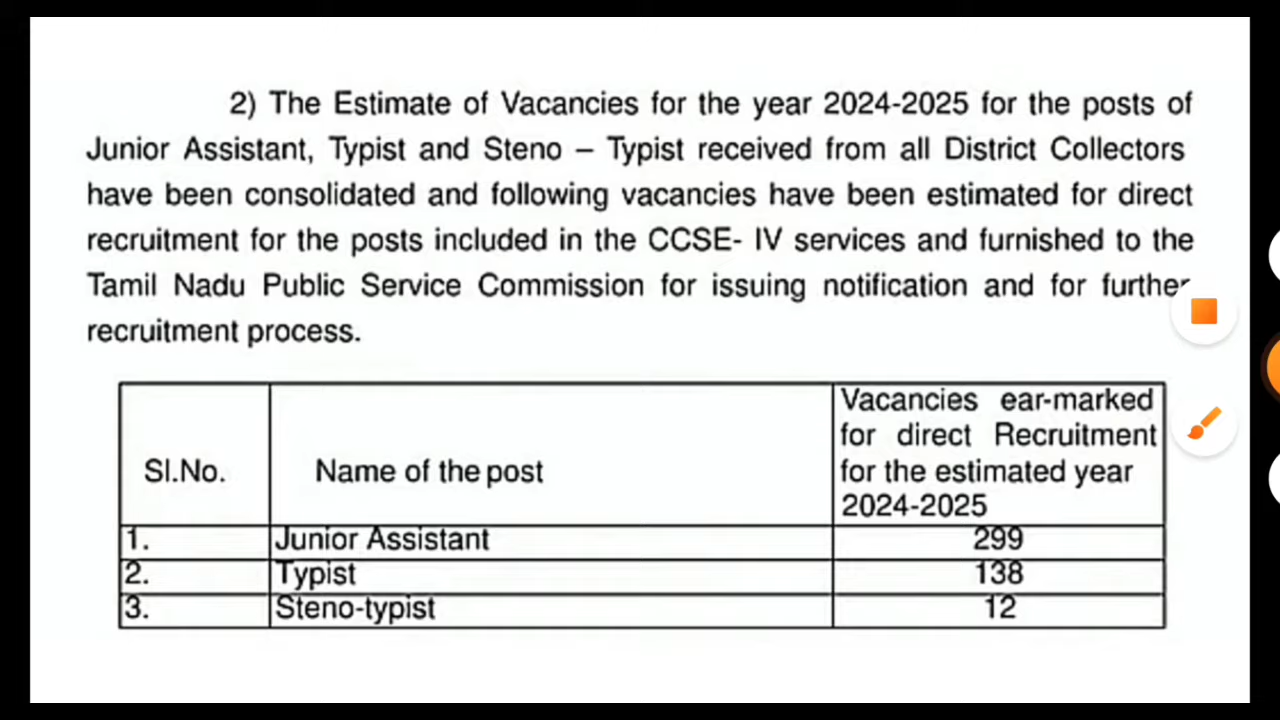 2) The Estimate of Vacancies for the year 2024-2025 for the posts of
Junior Assistant, Typist and Steno – Typist received from all District Collectors
have been consolidated and following vacancies have been estimated for direct
recruitment for the posts included in the CCSE- IV services and furnished to the
Tamil Nadu Public Service Commission for issuing notification and for further
recruitment process.
Sl.No. Name of the post Vacancies ear-marked
for direct Recruitment
for the estimated year
2024-2025
1. Junior Assistant 299
2. Typist 138
3. Steno-typist 12